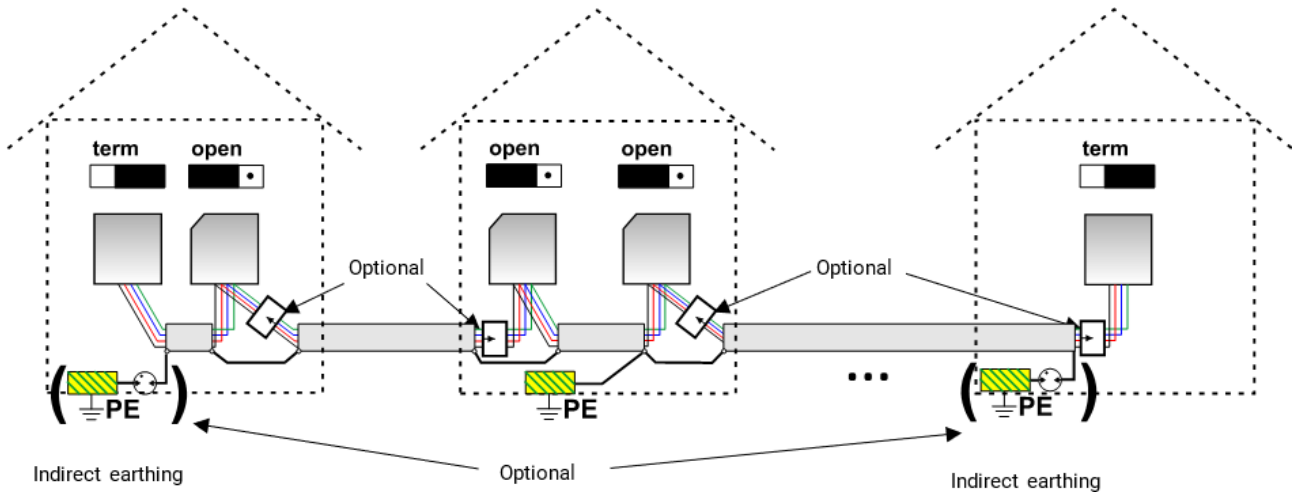 term open
open open
term
Optional
Optional
PE
PE
PE
Indirect earthing
Optional
Indirect earthing